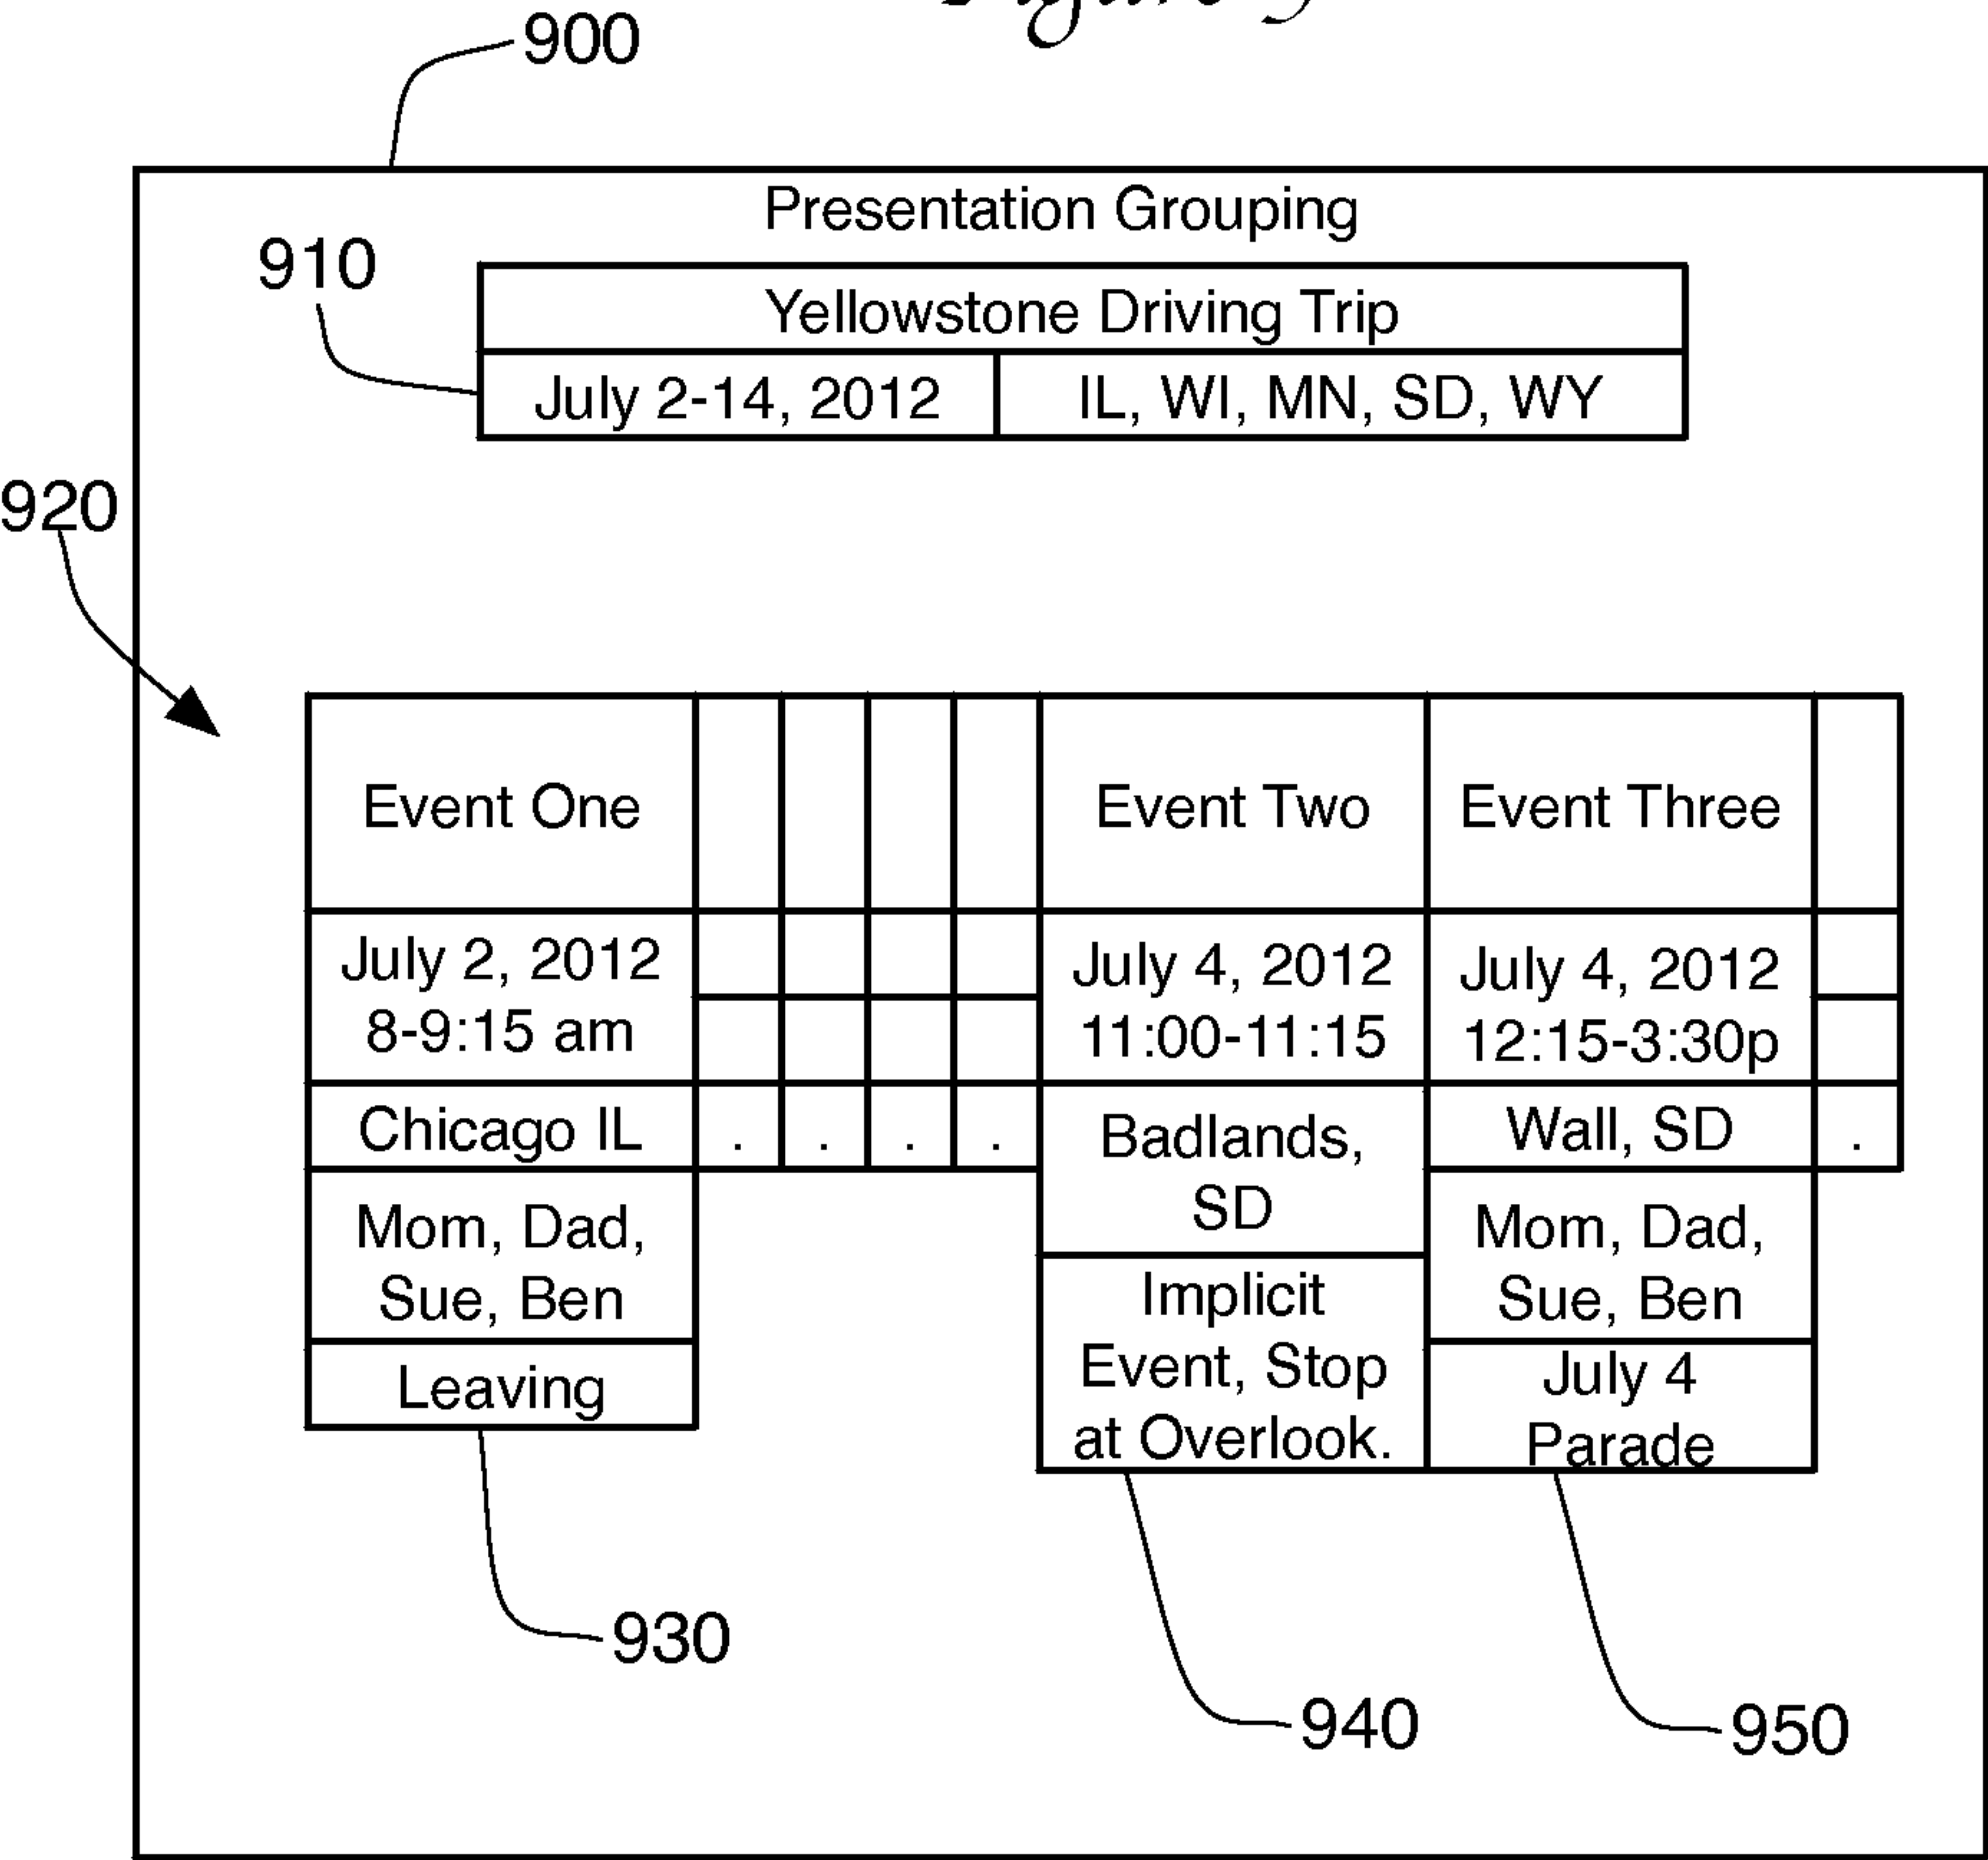 900
Presentation Grouping
910
Yellowstone Driving Trip
July 2-14, 2012 IL, WI, MN, SD, WY
920
Event One Event Two Event Three
July 2, 2012
8-9:15 am
July 4, 2012
11:00-11:15
July 4, 2012
12:15-3:30p
Chicago IL . . . .
Badlands,
SD
Wall, SD .
Mom, Dad,
Sue, Ben
Mom, Dad,
Sue, Ben
Leaving
Implicit
Event, Stop
at Overlook.
July 4
Parade
930
940
950